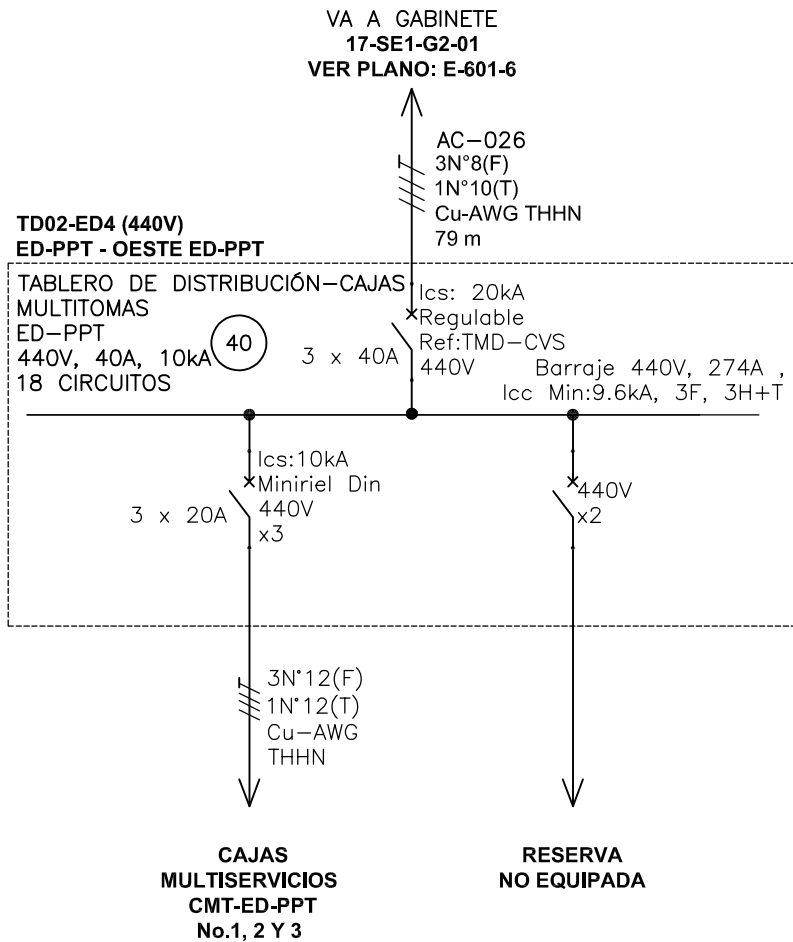 VA A GABINETE
17-SE1-G2-01
VER PLANO: E-601-6
AC-026
3N°8(F)
1N°10(T)
Cu-AWG THHN
79 m
TD02-ED4 (440V)
ED-PPT - OESTE ED-PPT
TABLERO DE DISTRIBUCIÓN-CAJAS
MULTITOMAS
ED-PPT
440V, 40A, 10kA
18 CIRCUITOS
40
3 x 40A
Ics: 20kA
Regulable
Ref:TMD-CVS
440V
Barraje 440V, 274A ,
Icc Min:9.6kA, 3F, 3H+T
3 x 20A
Ics:10kA
Miniriel Din
440V
x3
440V
x2
3N°12(F)
1N°12(T)
Cu-AWG
THHN
CAJAS
MULTISERVICIOS
CMT-ED-PPT
No.1, 2 Y 3
RESERVA
NO EQUIPADA